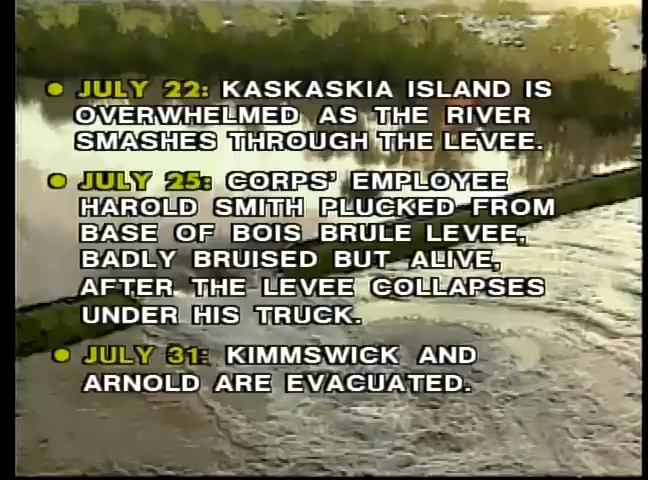 • JULY 22: KASKASKIA ISLAND IS
OVERWHELMED AS THE RIVER
SMASHES THROUGH THE LEVEE.
• JULY 25: CORPS' EMPLOYEE
HAROLD SMITH PLUCKED FROM
BASE OF BOIS BRULE LEVEE,
BADLY BRUISED BUT ALIVE,
AFTER THE LEVEE COLLAPSES
UNDER HIS TRUCK.
• JULY 31: KIMMSWICK AND
ARNOLD ARE EVACUATED.